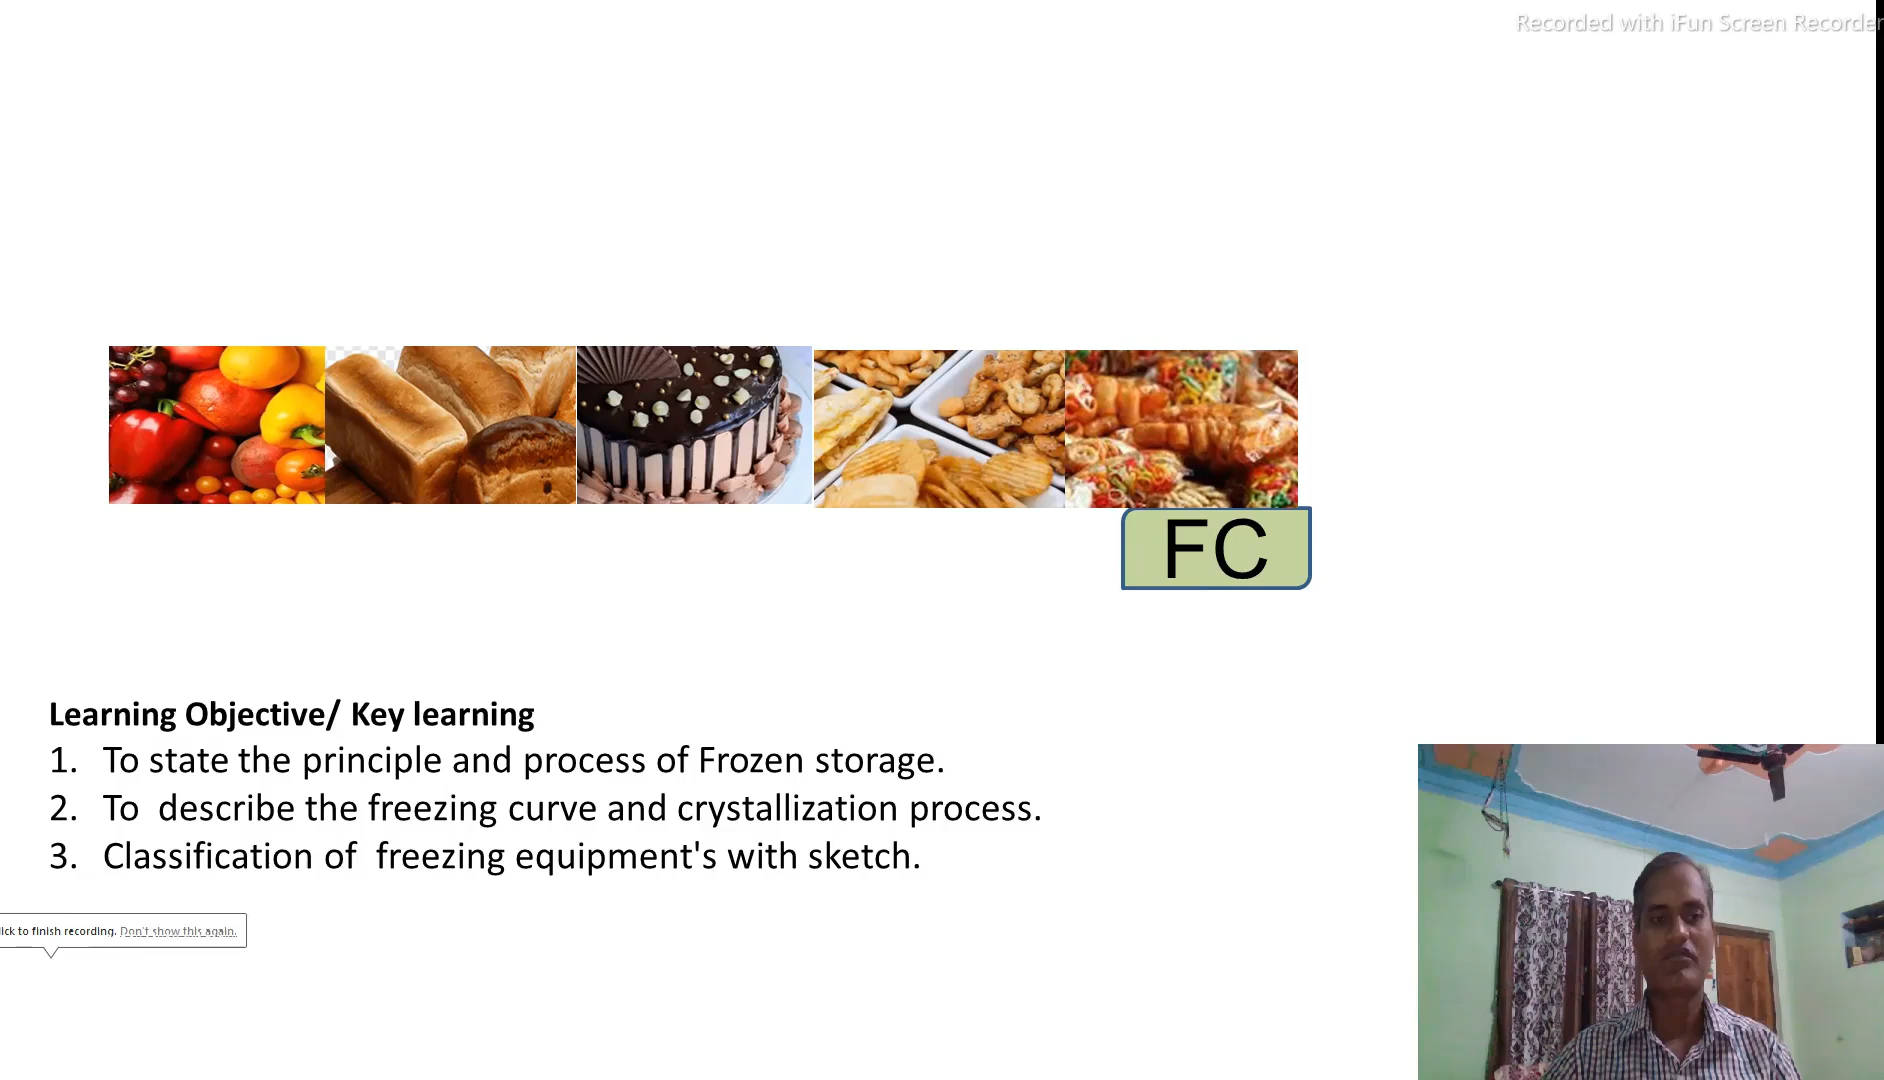 Recorded with iFun Screen Recorder
FC
Learning Objective/ Key learning
1. To state the principle and process of Frozen storage.
2. To describe the freezing curve and crystallization process.
3. Classification of freezing equipment's with sketch.
to finish recording. Don't show this again.